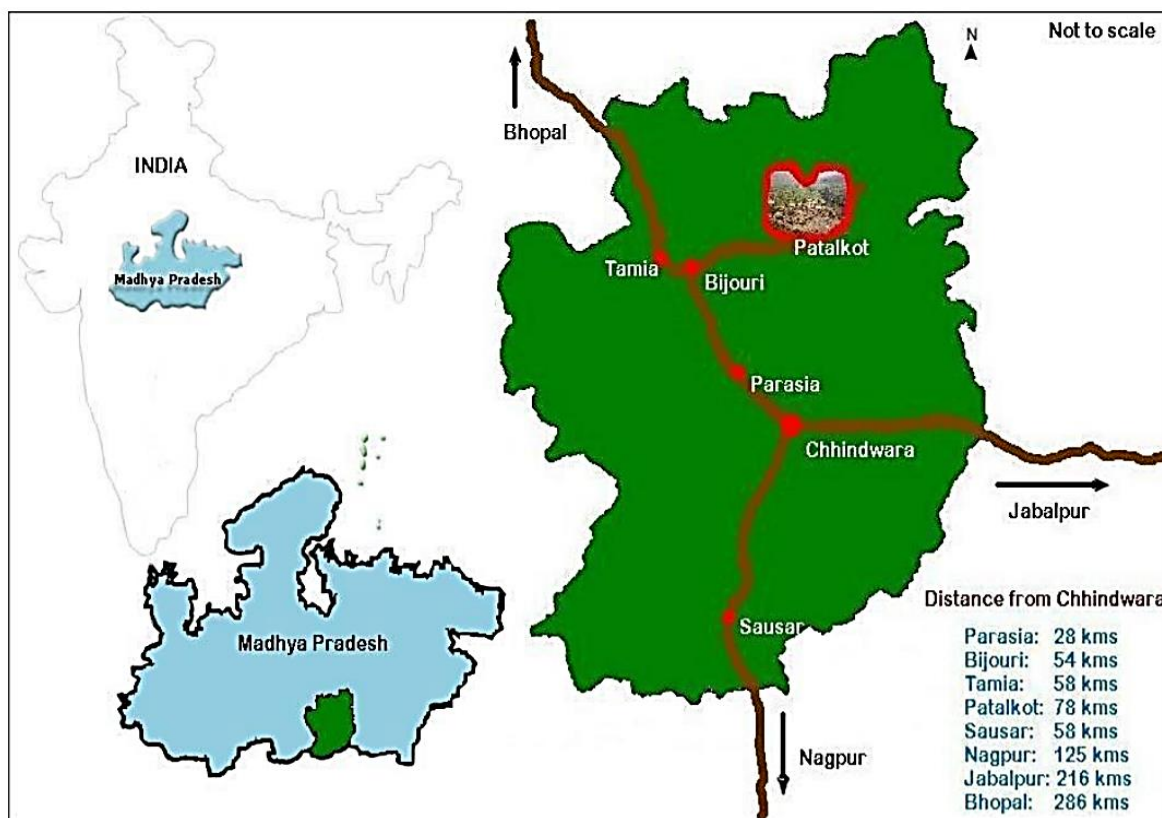 INDIA
Madhya Pradesh
Madhya Pradesh
Not to scale
N
Bhopal
Patalkot
Tamia
Bijouri
Parasia
Chhindwara
Jabalpur
Sausar
Nagpur
Distance from Chhindwara
Parasia: 28 kms
Bijouri: 54 kms
Tamia: 58 kms
Patalkot: 78 kms
Sausar: 58 kms
Nagpur: 125 kms
Jabalpur: 216 kms
Bhopal: 286 kms